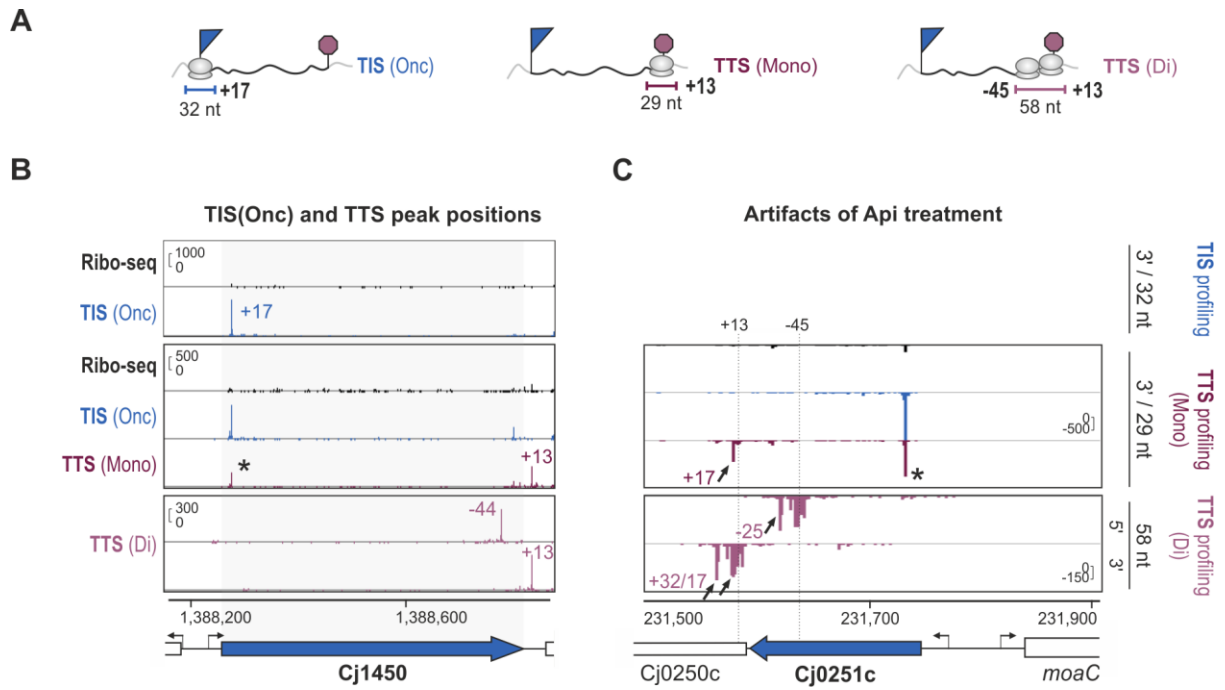 A
TIS (Onc)
+17
32 nt
TTS (Mono)
+13
29 nt
TTS (Di)
-45
+13
58 nt
B
TIS(Onc) and TTS peak positions
Ribo-seq
1000
0
TIS (Onc)
+17
Ribo-seq
500
0
TIS (Onc)
TTS (Mono)
*
+13
300
0
-44
TTS (Di)
+13
1,388,200
1,388,600
Cj1450
C
Artifacts of Api treatment
3' / 32 nt
TIS profiling
+13
-45
0
-500
+17
*
3' / 29 nt
TTS profiling
(Mono)
-25
+32/17
0
-150
5'
3'
58 nt
TTS profiling
(Di)
231,500
231,700
231,900
Cj0250c
Cj0251c
moaC